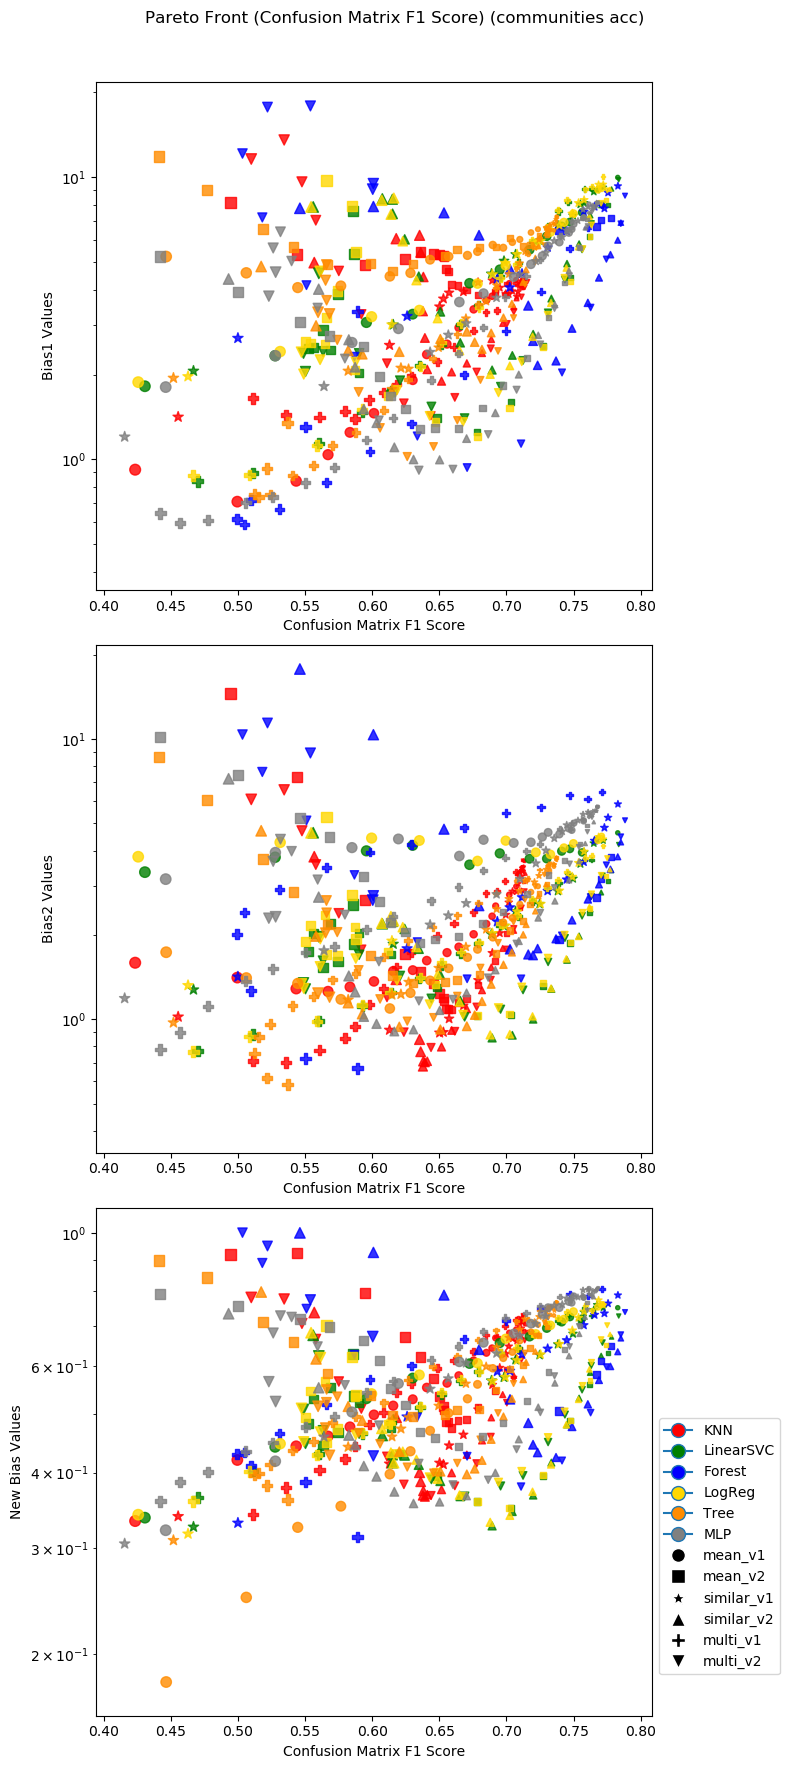 Pareto Front (Confusion Matrix F1 Score) (communities acc)
10¹
10⁰
Bias1 Values
0.40 0.45 0.50 0.55 0.60 0.65 0.70 0.75 0.80
Confusion Matrix F1 Score
10¹
10⁰
Bias2 Values
0.40 0.45 0.50 0.55 0.60 0.65 0.70 0.75 0.80
Confusion Matrix F1 Score
10⁰
6 × 10⁻¹
4 × 10⁻¹
3 × 10⁻¹
2 × 10⁻¹
New Bias Values
0.40 0.45 0.50 0.55 0.60 0.65 0.70 0.75 0.80
Confusion Matrix F1 Score
KNN
LinearSVC
Forest
LogReg
Tree
MLP
mean_v1
mean_v2
similar_v1
similar_v2
multi_v1
multi_v2